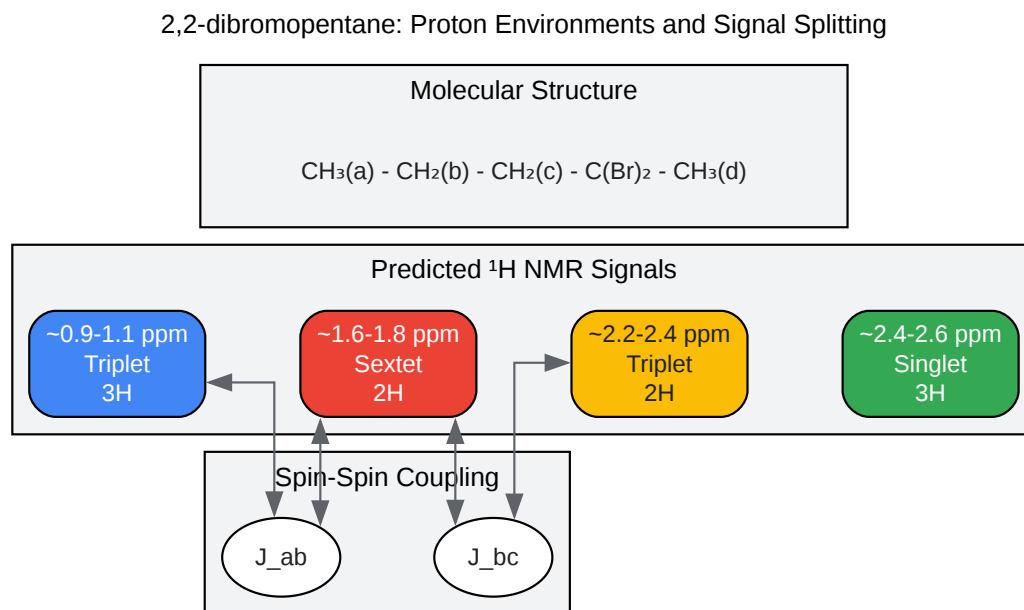 2,2-dibromopentane: Proton Environments and Signal Splitting
Molecular Structure
CH₃(a) - CH₂(b) - CH₂(c) - C(Br)₂ - CH₃(d)
Predicted ¹H NMR Signals
~0.9-1.1 ppm
Triplet
3H
~1.6-1.8 ppm
Sextet
2H
~2.2-2.4 ppm
Triplet
2H
~2.4-2.6 ppm
Singlet
3H
Spin-Spin Coupling
J_ab
J_bc